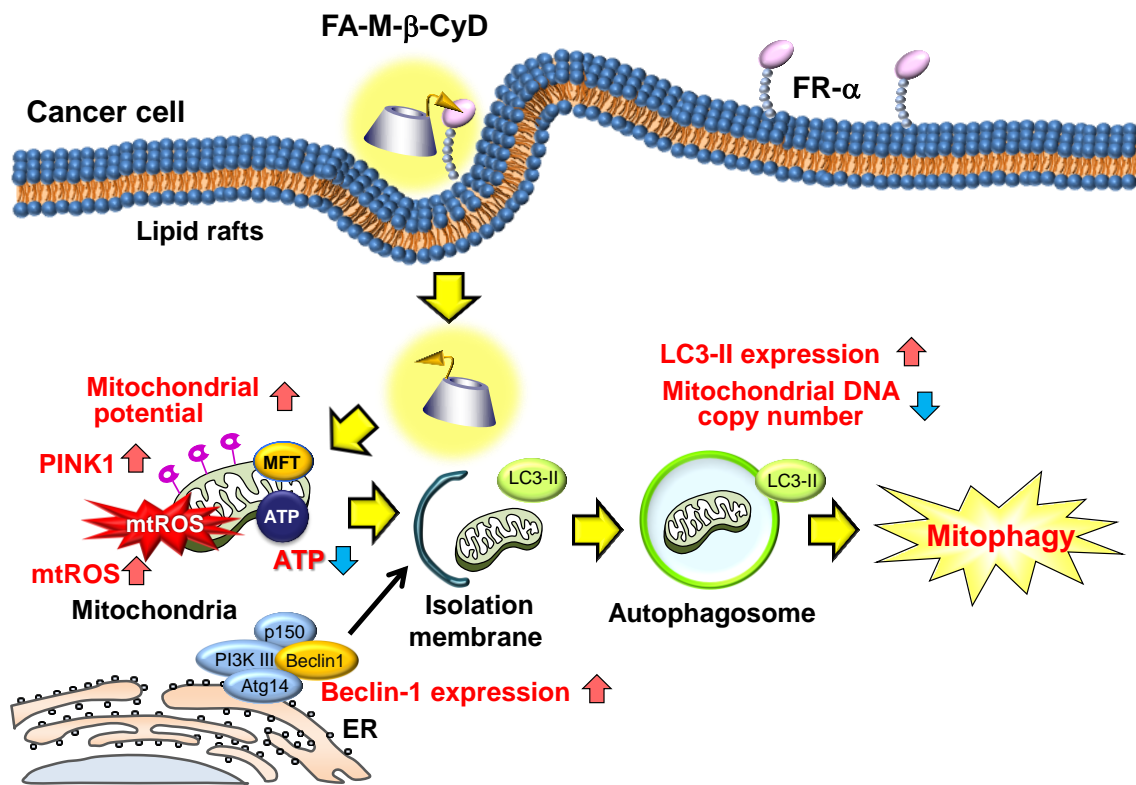 FA-M-β-CyD
FR-α
Cancer cell
Lipid rafts
LC3-II expression
Mitochondrial DNA
copy number
Mitochondrial
potential
PINK1
MFT
LC3-II
LC3-II
mtROS
ATP
Mitophagy
ATP
mtROS
Mitochondria
Isolation
membrane
Autophagosome
p150
PI3K III
Beclin1
Atg14
Beclin-1 expression
ER